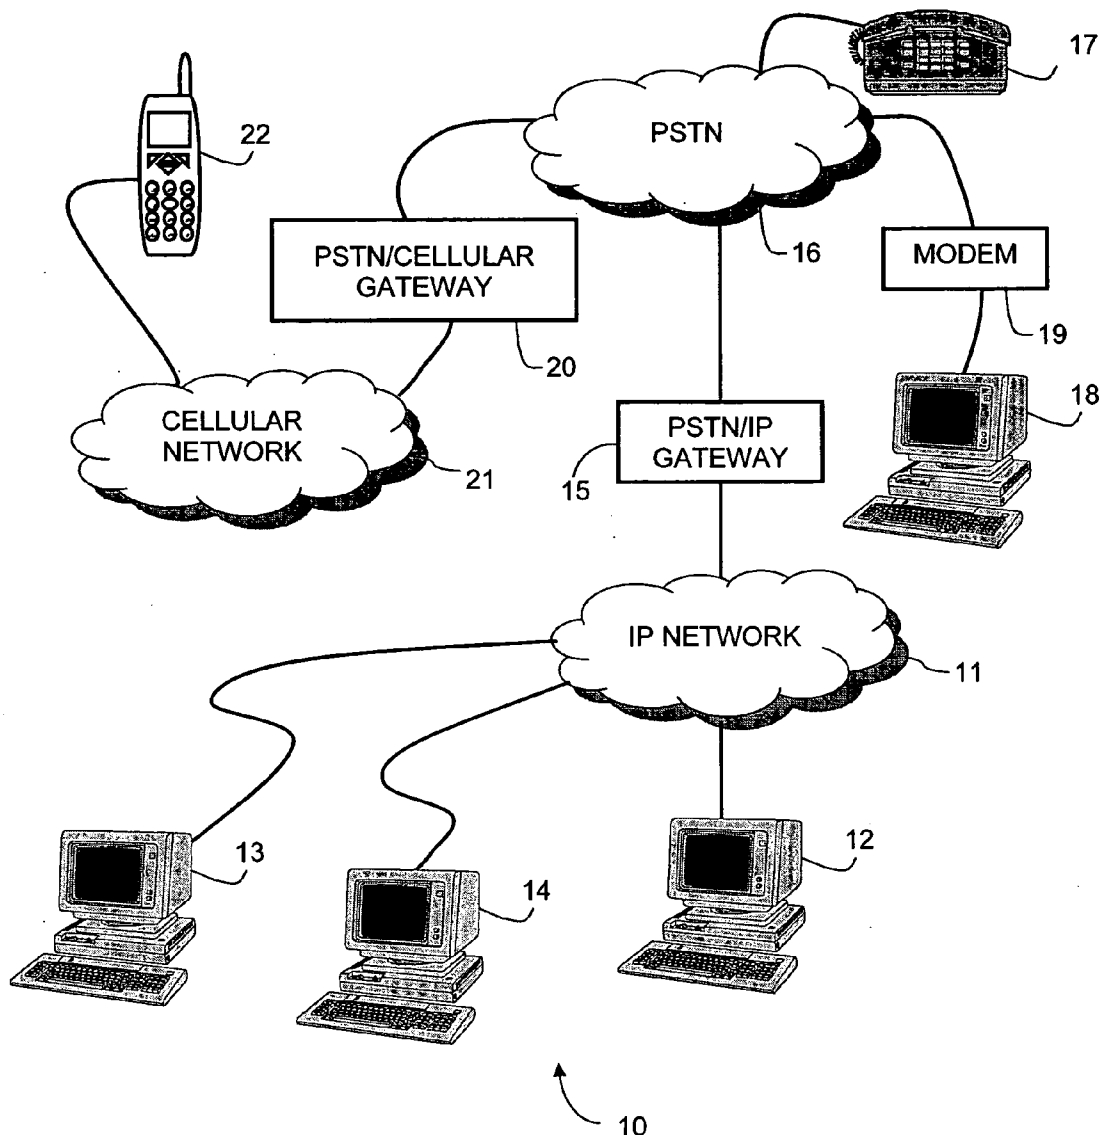 17
PSTN
22
16
PSTN/CELLULAR
GATEWAY
MODEM
20
19
18
CELLULAR
NETWORK
PSTN/IP
GATEWAY
15
21
IP NETWORK
11
13
14
12
10